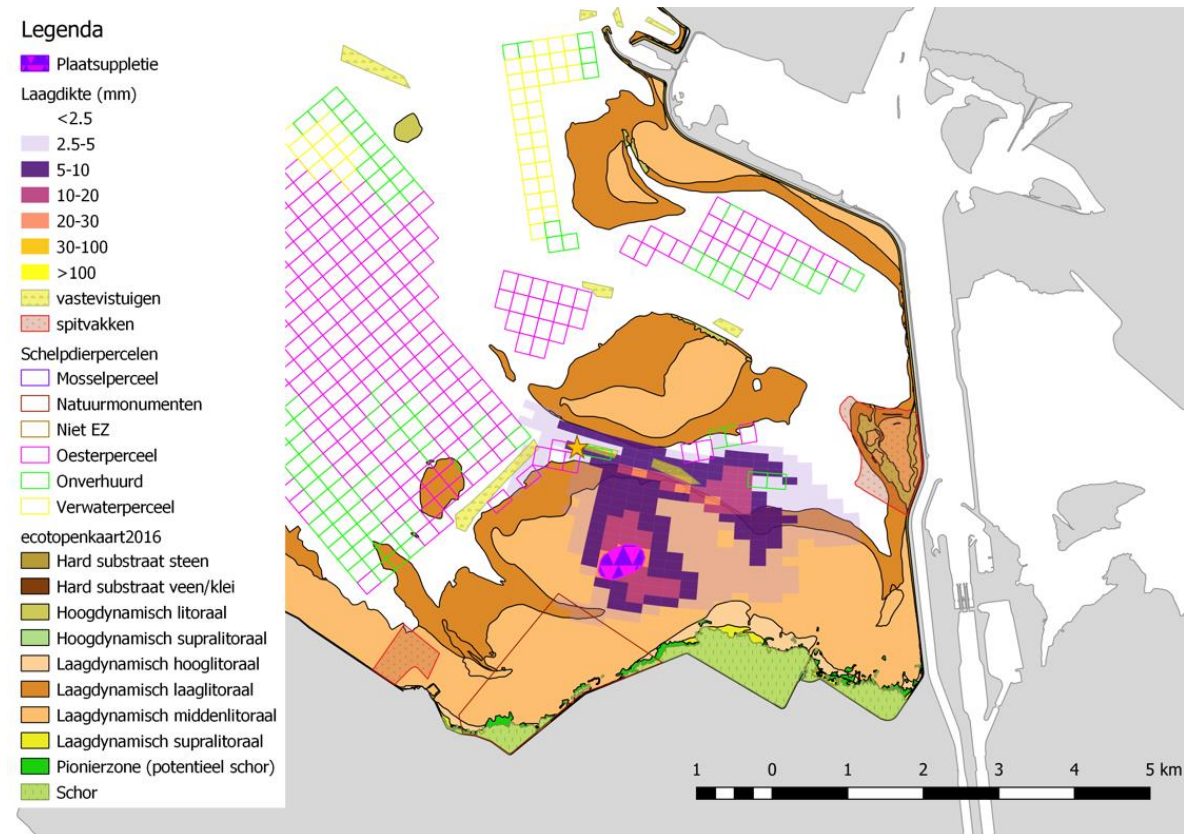 Legenda
Plaatsuppletie
Laagdikte (mm)
<2.5
2.5-5
5-10
10-20
20-30
30-100
>100
vastevistuigen
spitvakken
Schelpdierpercelen
Mosselperceel
Natuurmonumenten
Niet EZ
Oesterperceel
Onverhuurd
Verwaterperceel
ecotopenkaart2016
Hard substraat steen
Hard substraat veen/klei
Hoogdynamisch litoraal
Hoogdynamisch supralitoraal
Laagdynamisch hooglitoraal
Laagdynamisch laaglitoraal
Laagdynamisch middenlitoraal
Laagdynamisch supralitoraal
Pionierzone (potentieel schor)
Schor
1 0 1 2 3 4 5 km